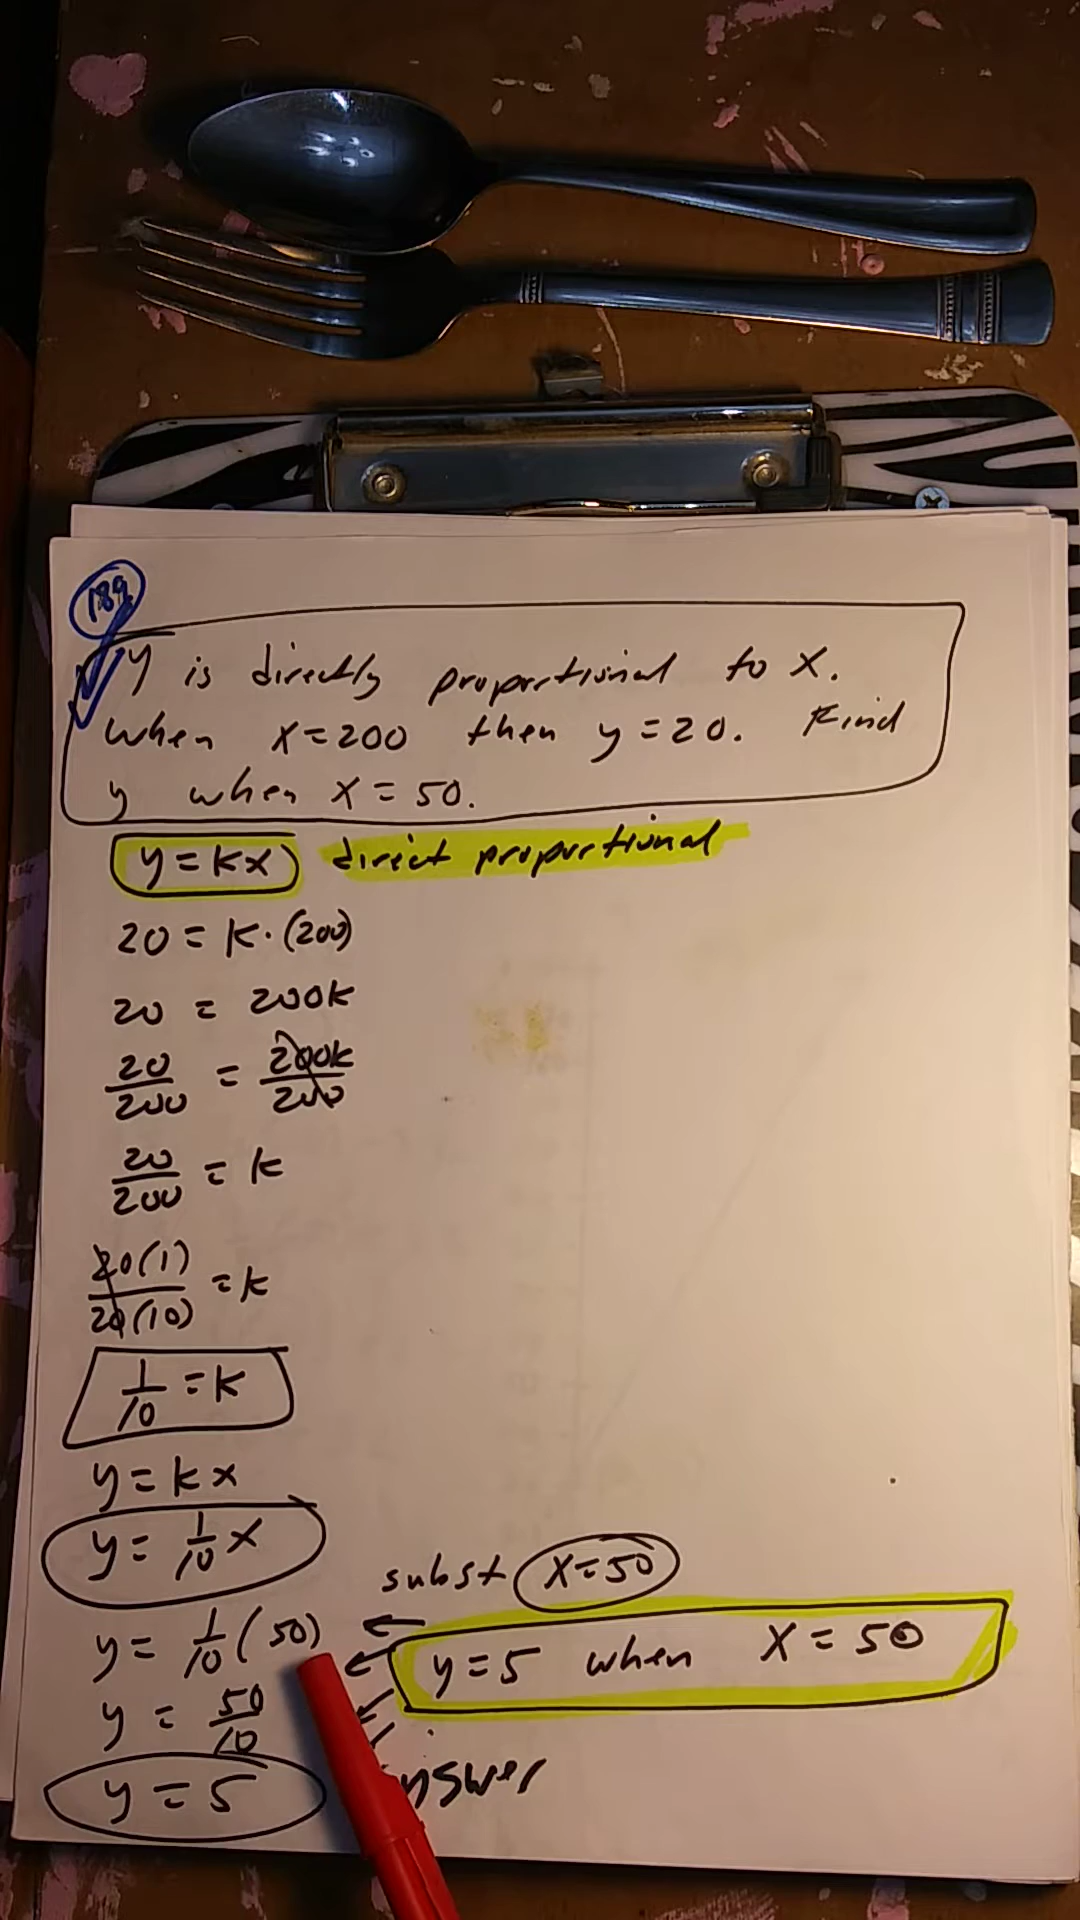 189
y is directly proportional to x.
when x=200 then y=20. Find
y when x=50.
y=kx direct proportional
20=k·(200)
20 = 200k
20/200 = 200k/200
20/200 = k
20(1)/20(10) = k
1/10 = k
y=kx
y=1/10 x
subst x=50
y=1/10(50)
y=5 when x=50
y=50/10
y=5